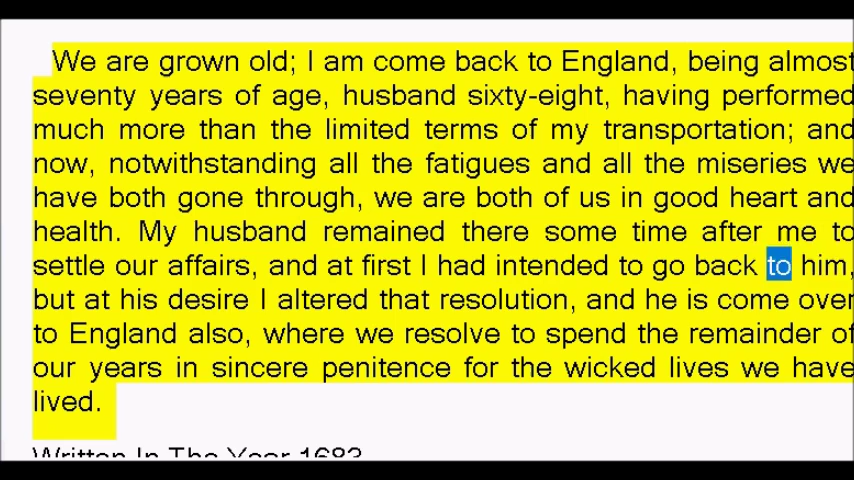 We are grown old; I am come back to England, being almost
seventy years of age, husband sixty-eight, having performed
much more than the limited terms of my transportation; and
now, notwithstanding all the fatigues and all the miseries we
have both gone through, we are both of us in good heart and
health. My husband remained there some time after me to
settle our affairs, and at first I had intended to go back to him,
but at his desire I altered that resolution, and he is come over
to England also, where we resolve to spend the remainder of
our years in sincere penitence for the wicked lives we have
lived.
Written In The Year 1683